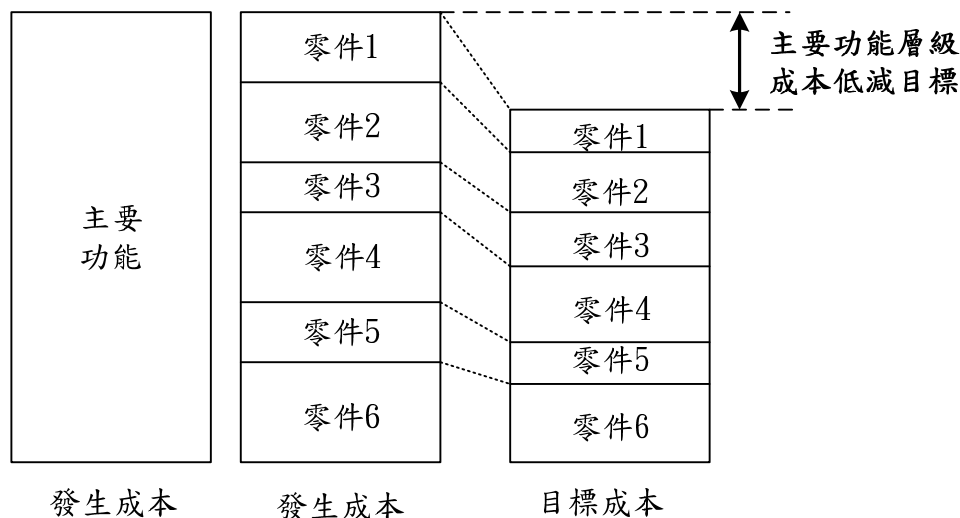 主要
功能
發生成本
零件1
零件2
零件3
零件4
零件5
零件6
發生成本
零件1
零件2
零件3
零件4
零件5
零件6
目標成本
主要功能層級
成本低減目標